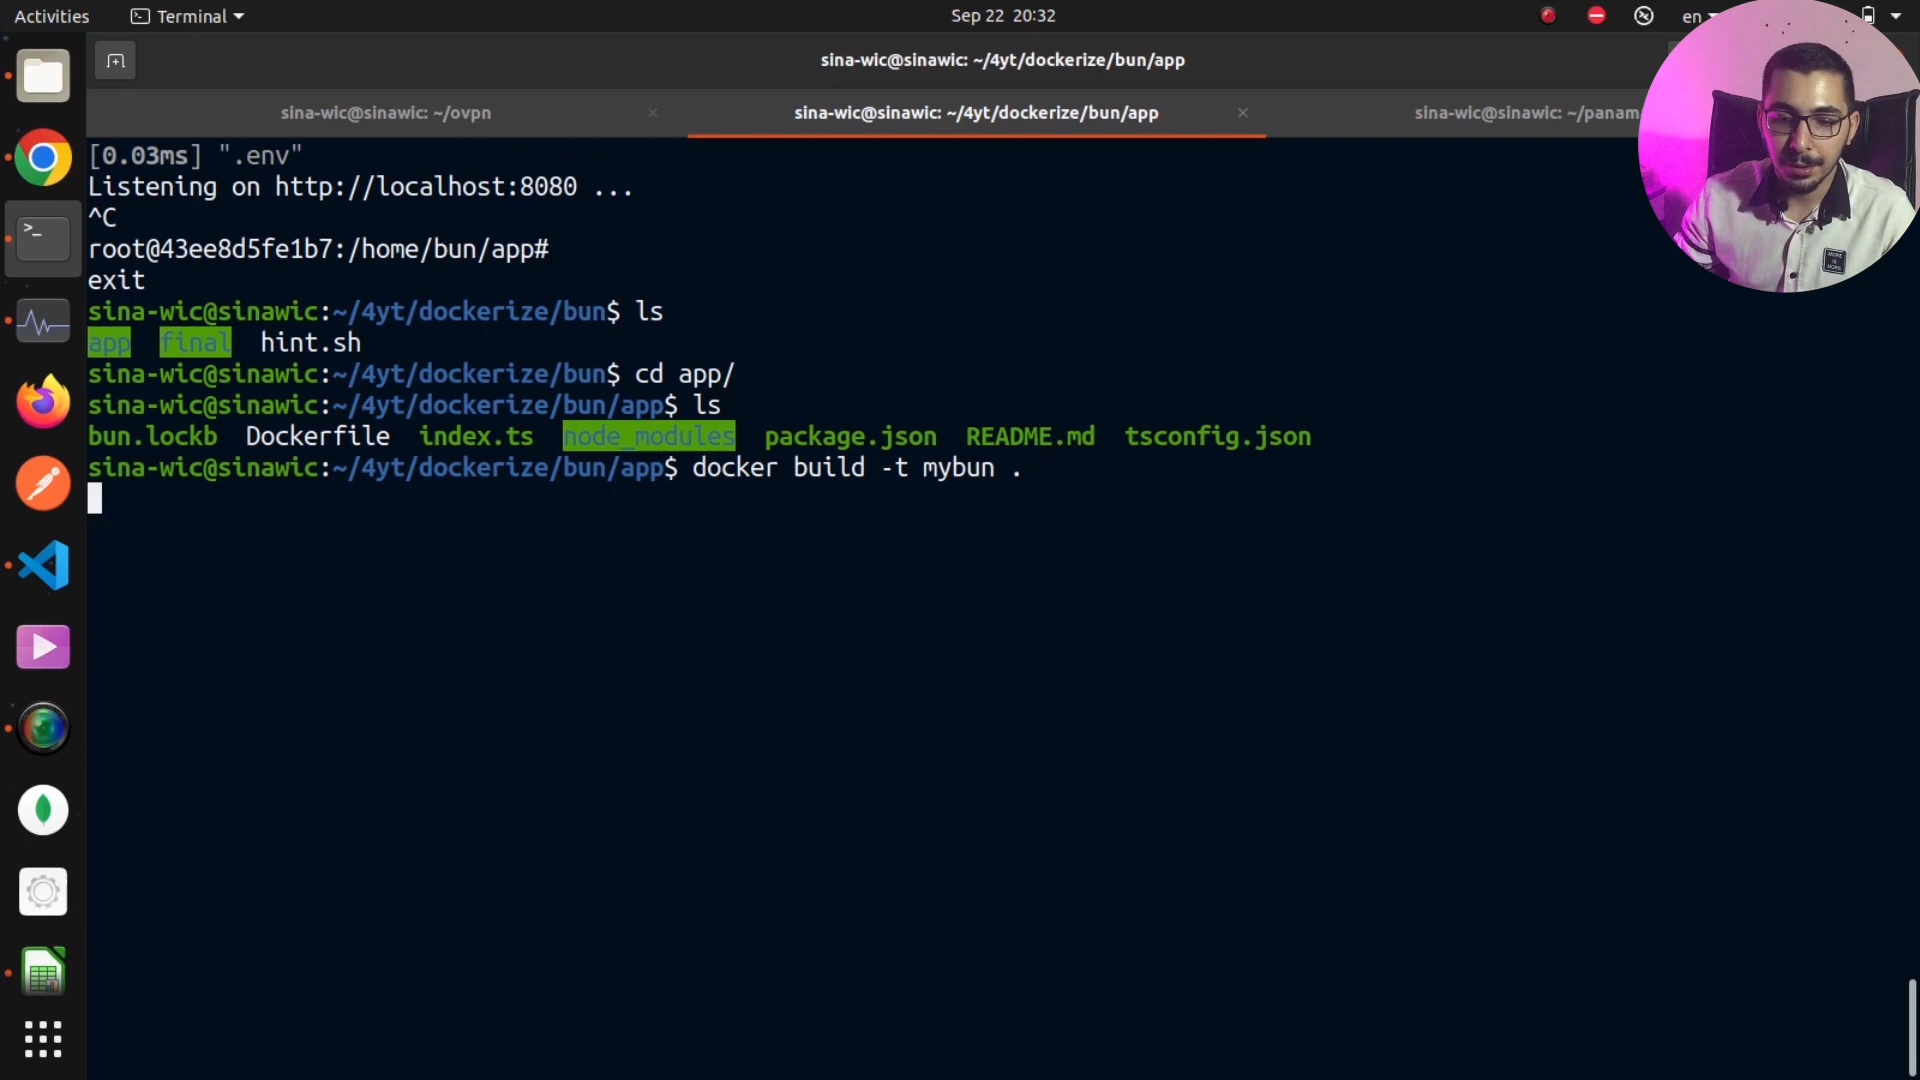 Activities
Terminal
Sep 22 20:32
en
sina-wic@sinawic: ~/4yt/dockerize/bun/app
sina-wic@sinawic: ~/ovpn
sina-wic@sinawic: ~/4yt/dockerize/bun/app
sina-wic@sinawic: ~/panam
[0.03ms] ".env"
Listening on http://localhost:8080 ...
^C
root@43ee8d5fe1b7:/home/bun/app#
exit
sina-wic@sinawic:~/4yt/dockerize/bun$ ls
app final hint.sh
sina-wic@sinawic:~/4yt/dockerize/bun$ cd app/
sina-wic@sinawic:~/4yt/dockerize/bun/app$ ls
bun.lockb Dockerfile index.ts node_modules package.json README.md tsconfig.json
sina-wic@sinawic:~/4yt/dockerize/bun/app$ docker build -t mybun .
MORE
IS
MORE